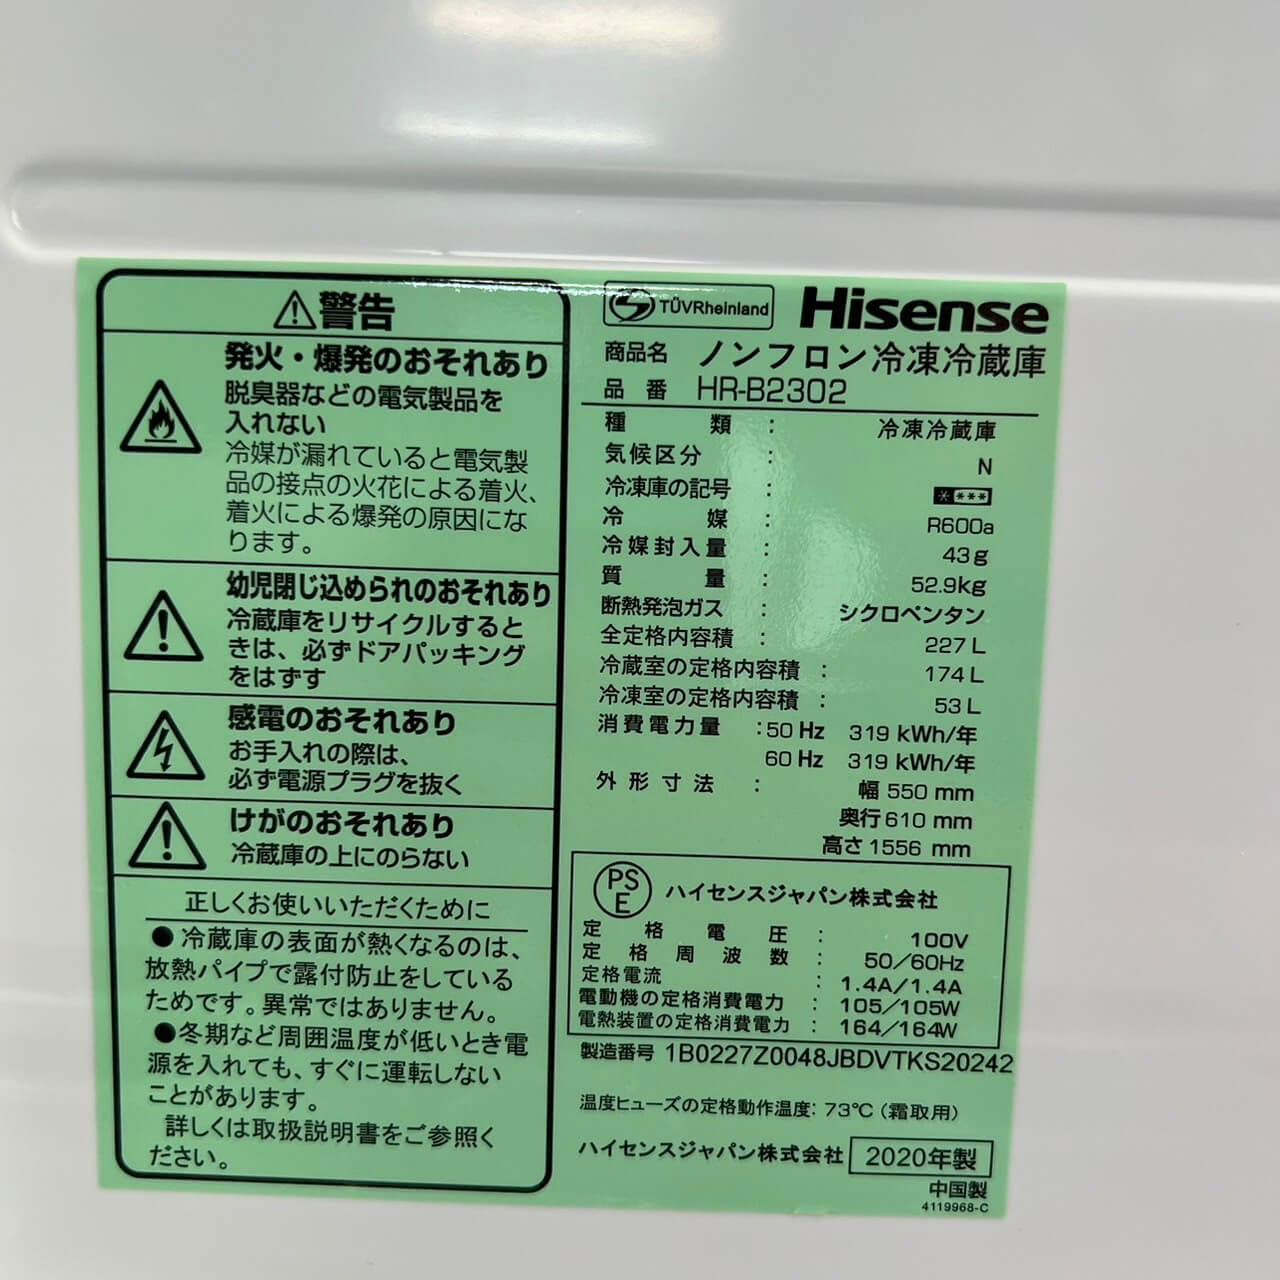 警告
発火・爆発のおそれあり
脱臭器などの電気製品を
入れない
冷媒が漏れていると電気製
品の接点の火花による着火、
着火による爆発の原因にな
ります。
幼児閉じ込められのおそれあり
冷蔵庫をリサイクルすると
きは、必ずドアパッキング
をはずす
感電のおそれあり
お手入れの際は、
必ず電源プラグを抜く
けがのおそれあり
冷蔵庫の上にのらない
正しくお使いいただくために
●冷蔵庫の表面が熱くなるのは、
放熱パイプで露付防止をしている
ためです。異常ではありません。
●冬期など周囲温度が低いとき電
源を入れても、すぐに運転しない
ことがあります。
詳しくは取扱説明書をご参照く
ださい。
TÜVRheinland Hisense
商品名 ノンフロン冷凍冷蔵庫
品番 HR-B2302
種類 : 冷凍冷蔵庫
気候区分 : N
冷凍庫の記号 : ****
冷媒 : R600a
冷媒封入量 : 43g
質量 : 52.9kg
断熱発泡ガス : シクロペンタン
全定格内容積 : 227 L
冷蔵室の定格内容積 : 174 L
冷凍室の定格内容積 : 53 L
消費電力量 : 50 Hz 319 kWh/年
60 Hz 319 kWh/年
外形寸法 : 幅 550 mm
奥行 610 mm
高さ 1556 mm
PSE ハイセンスジャパン株式会社
定格電圧 : 100V
定格周波数 : 50/60Hz
定格電流 : 1.4A/1.4A
電動機の定格消費電力 : 105/105W
電熱装置の定格消費電力 : 164/164W
製造番号 1B0227Z0048JBDVTKS20242
温度ヒューズの定格動作温度: 73℃ (霜取用)
ハイセンスジャパン株式会社 2020年製
中国製
4119968-C